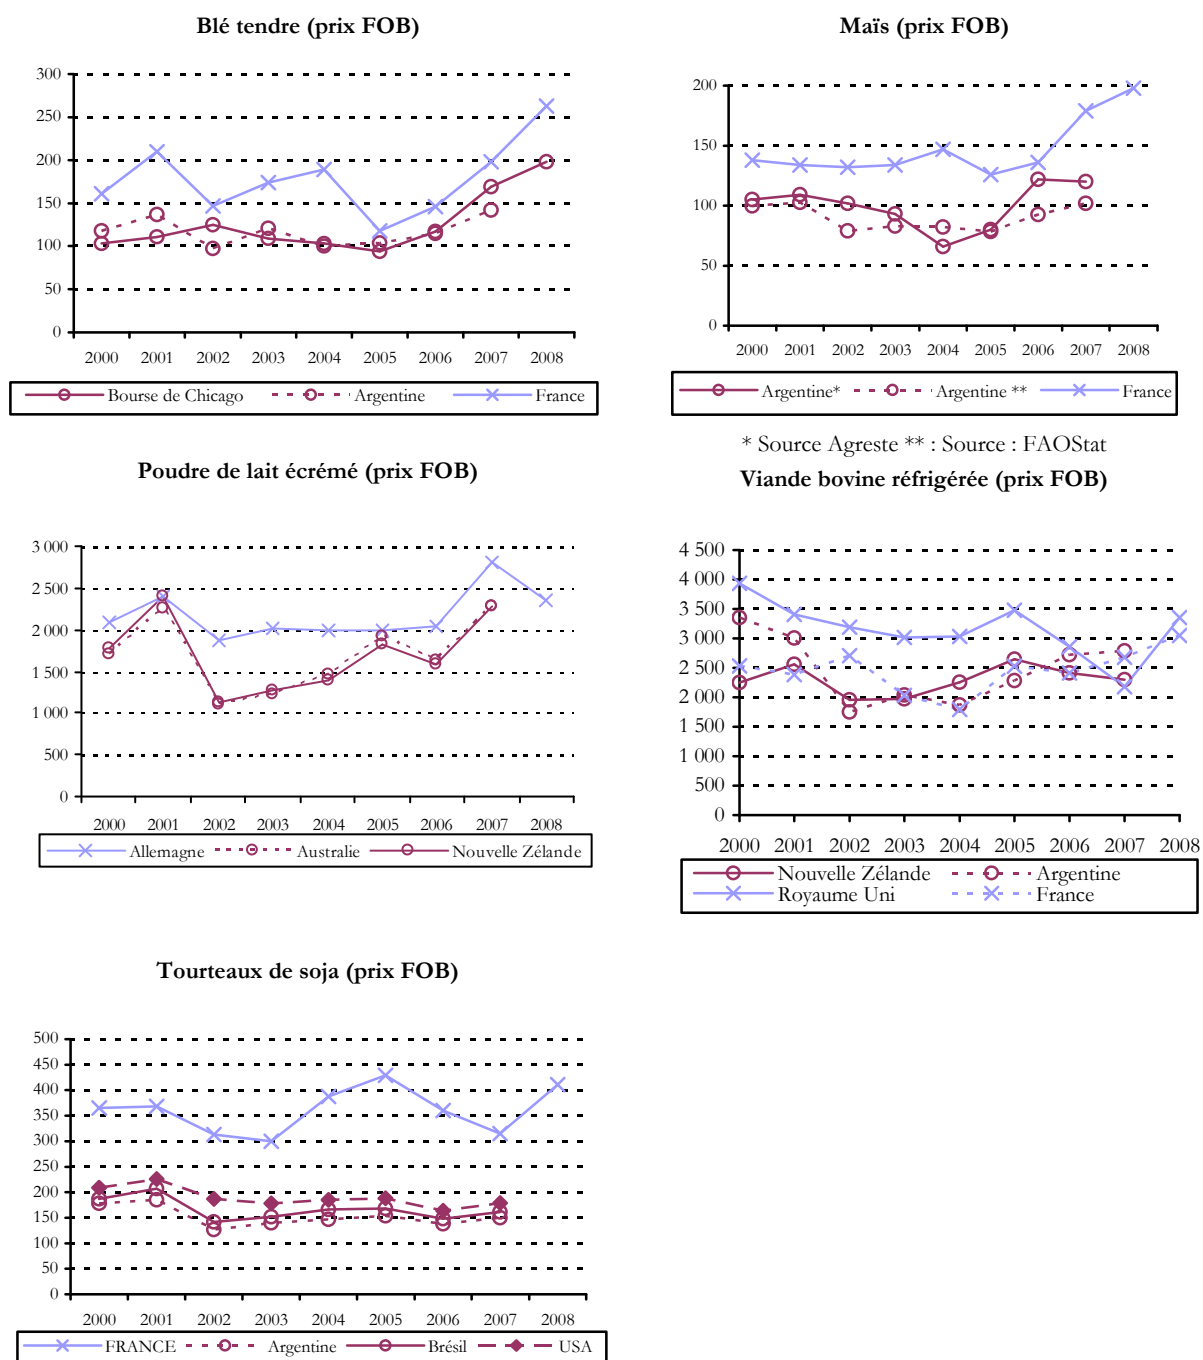 Blé tendre (prix FOB)
300
250
200
150
100
50
0
2000 2001 2002 2003 2004 2005 2006 2007 2008
Bourse de Chicago Argentine France
Maïs (prix FOB)
200
150
100
50
0
2000 2001 2002 2003 2004 2005 2006 2007 2008
Argentine* Argentine ** France
* Source Agreste ** : Source : FAOStat
Poudre de lait écrémé (prix FOB)
3 000
2 500
2 000
1 500
1 000
500
0
2000 2001 2002 2003 2004 2005 2006 2007 2008
Allemagne Australie Nouvelle Zélande
Viande bovine réfrigérée (prix FOB)
4 500
4 000
3 500
3 000
2 500
2 000
1 500
1 000
500
0
2000 2001 2002 2003 2004 2005 2006 2007 2008
Nouvelle Zélande Argentine
Royaume Uni France
Tourteaux de soja (prix FOB)
500
450
400
350
300
250
200
150
100
50
0
2000 2001 2002 2003 2004 2005 2006 2007 2008
FRANCE Argentine Brésil USA